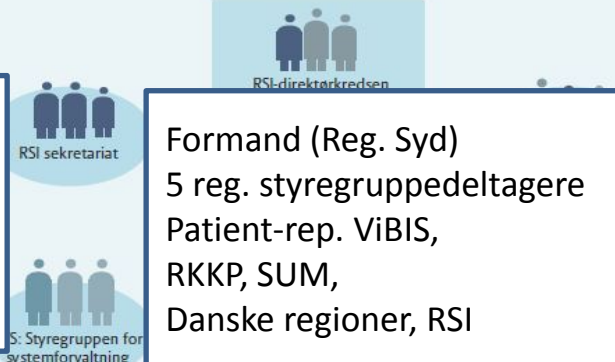 RSI-direktørkredsen
RSI sekretariat
Formand (Reg. Syd)
5 reg. styregruppedeltagere
Patient-rep. ViBIS,
RKKP, SUM,
Danske regioner, RSI
S: Styregruppen for
systemforvaltning